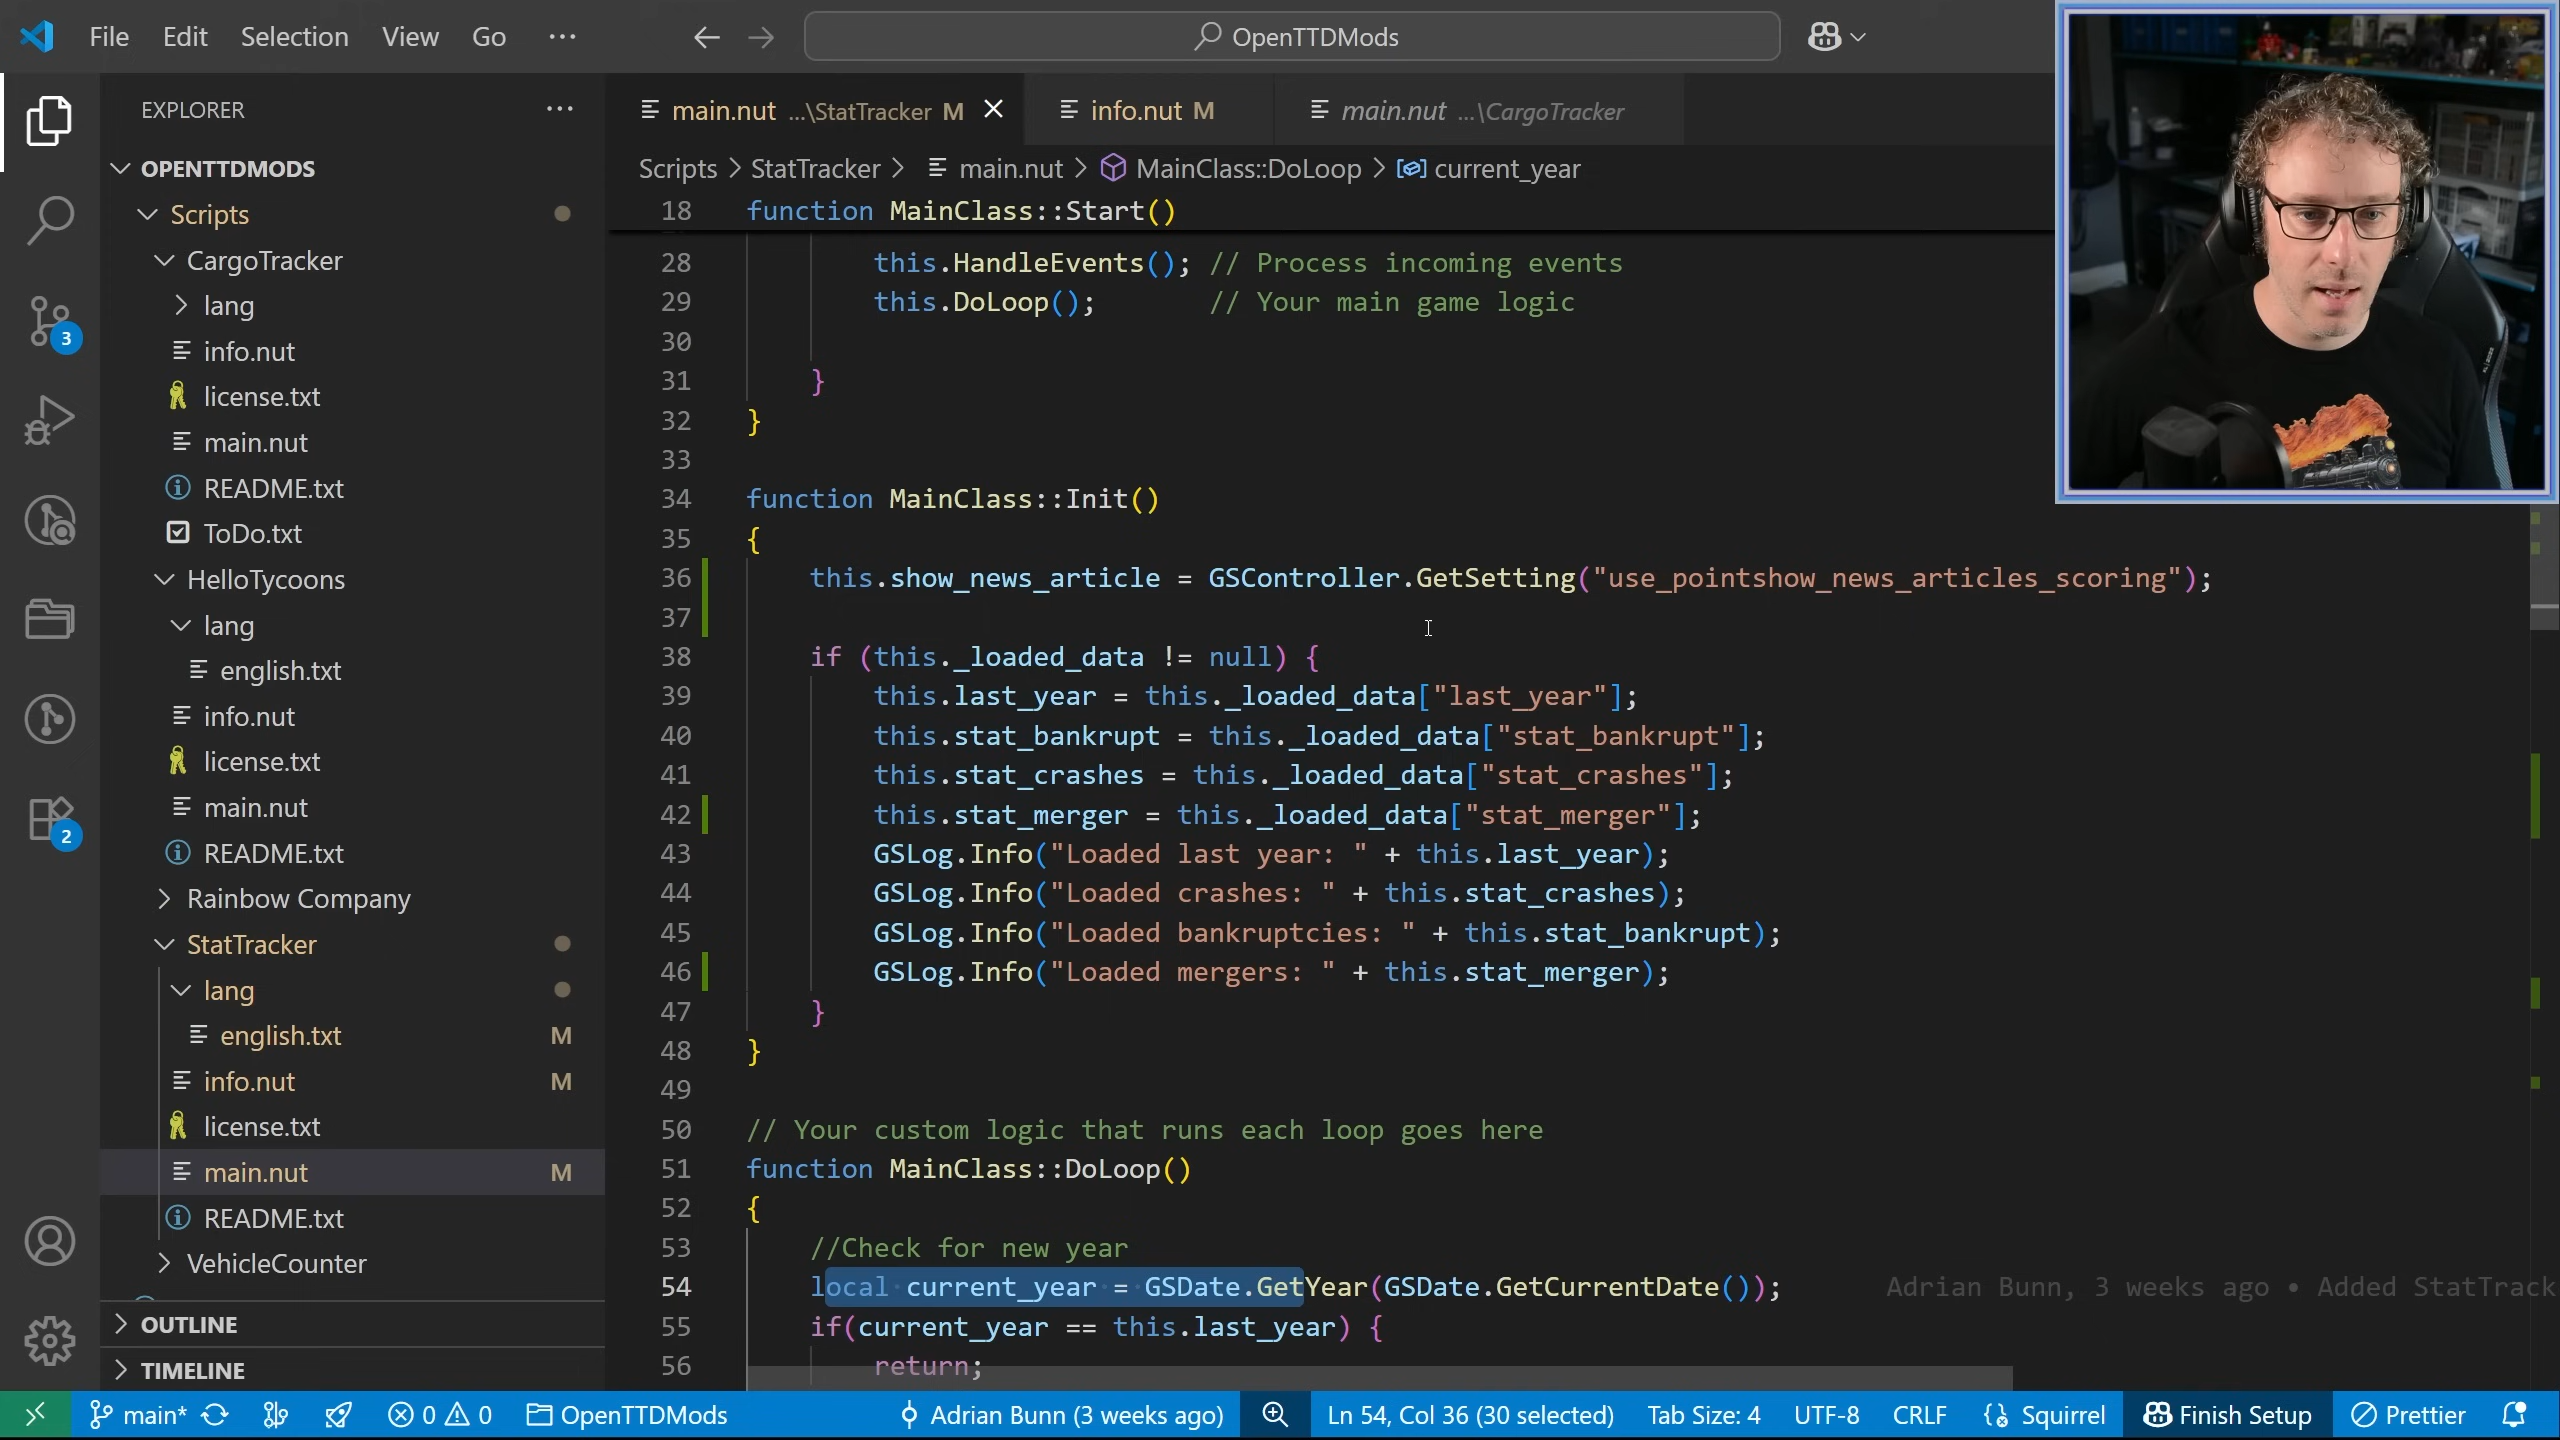 File Edit Selection View Go ... OpenTTDMods
EXPLORER ...
OPENTTDMODS
Scripts
CargoTracker
lang
info.nut
license.txt
main.nut
README.txt
ToDo.txt
HelloTycoons
lang
english.txt
info.nut
license.txt
main.nut
README.txt
Rainbow Company
StatTracker
lang
english.txt M
info.nut M
license.txt
main.nut M
README.txt
VehicleCounter
OUTLINE
TIMELINE
3
2
main.nut ...\StatTracker M
info.nut M
main.nut ...\CargoTracker
Scripts > StatTracker > main.nut > MainClass::DoLoop > current_year
18 function MainClass::Start()
28 this.HandleEvents(); // Process incoming events
29 this.DoLoop(); // Your main game logic
30
31 }
32 }
33
34 function MainClass::Init()
35 {
36 this.show_news_article = GSController.GetSetting("use_pointshow_news_articles_scoring");
37
38 if (this._loaded_data != null) {
39 this.last_year = this._loaded_data["last_year"];
40 this.stat_bankrupt = this._loaded_data["stat_bankrupt"];
41 this.stat_crashes = this._loaded_data["stat_crashes"];
42 this.stat_merger = this._loaded_data["stat_merger"];
43 GSLog.Info("Loaded last year: " + this.last_year);
44 GSLog.Info("Loaded crashes: " + this.stat_crashes);
45 GSLog.Info("Loaded bankruptcies: " + this.stat_bankrupt);
46 GSLog.Info("Loaded mergers: " + this.stat_merger);
47 }
48 }
49
50 // Your custom logic that runs each loop goes here
51 function MainClass::DoLoop()
52 {
53 //Check for new year
54 local current_year = GSDate.GetYear(GSDate.GetCurrentDate()); Adrian Bunn, 3 weeks ago • Added StatTrack
55 if(current_year == this.last_year) {
56 return;
main* 0 0 OpenTTDMods Adrian Bunn (3 weeks ago) Ln 54, Col 36 (30 selected) Tab Size: 4 UTF-8 CRLF Squirrel Finish Setup Prettier